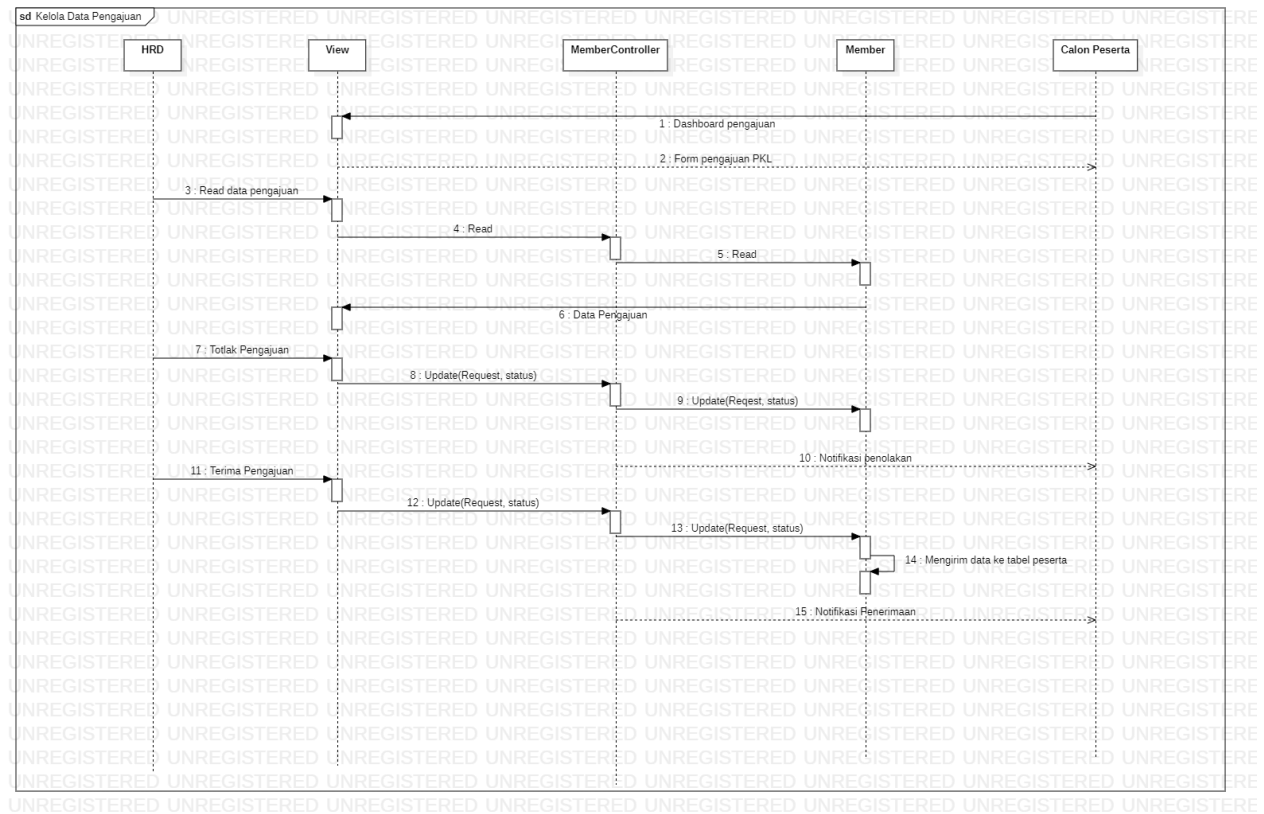 sd Kelola Data Pengajuan
HRD
View
MemberController
Member
Calon Peserta
1 : Dashboard pengajuan
2 : Form pengajuan PKL
3 : Read data pengajuan
4 : Read
5 : Read
6 : Data Pengajuan
7 : Totlak Pengajuan
8 : Update(Request, status)
9 : Update(Reqest, status)
10 : Notifikasi penolakan
11 : Terima Pengajuan
12 : Update(Request, status)
13 : Update(Request, status)
14 : Mengirim data ke tabel peserta
15 : Notifikasi Penerimaan
UNREGISTERED